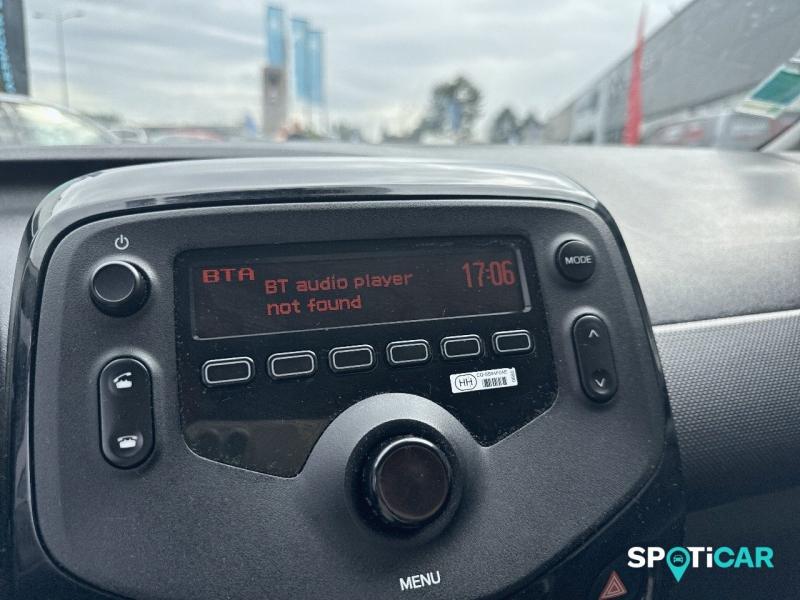 BTA
BT audio player
not found
17:06
MODE
HH
MENU
SPOTiCAR